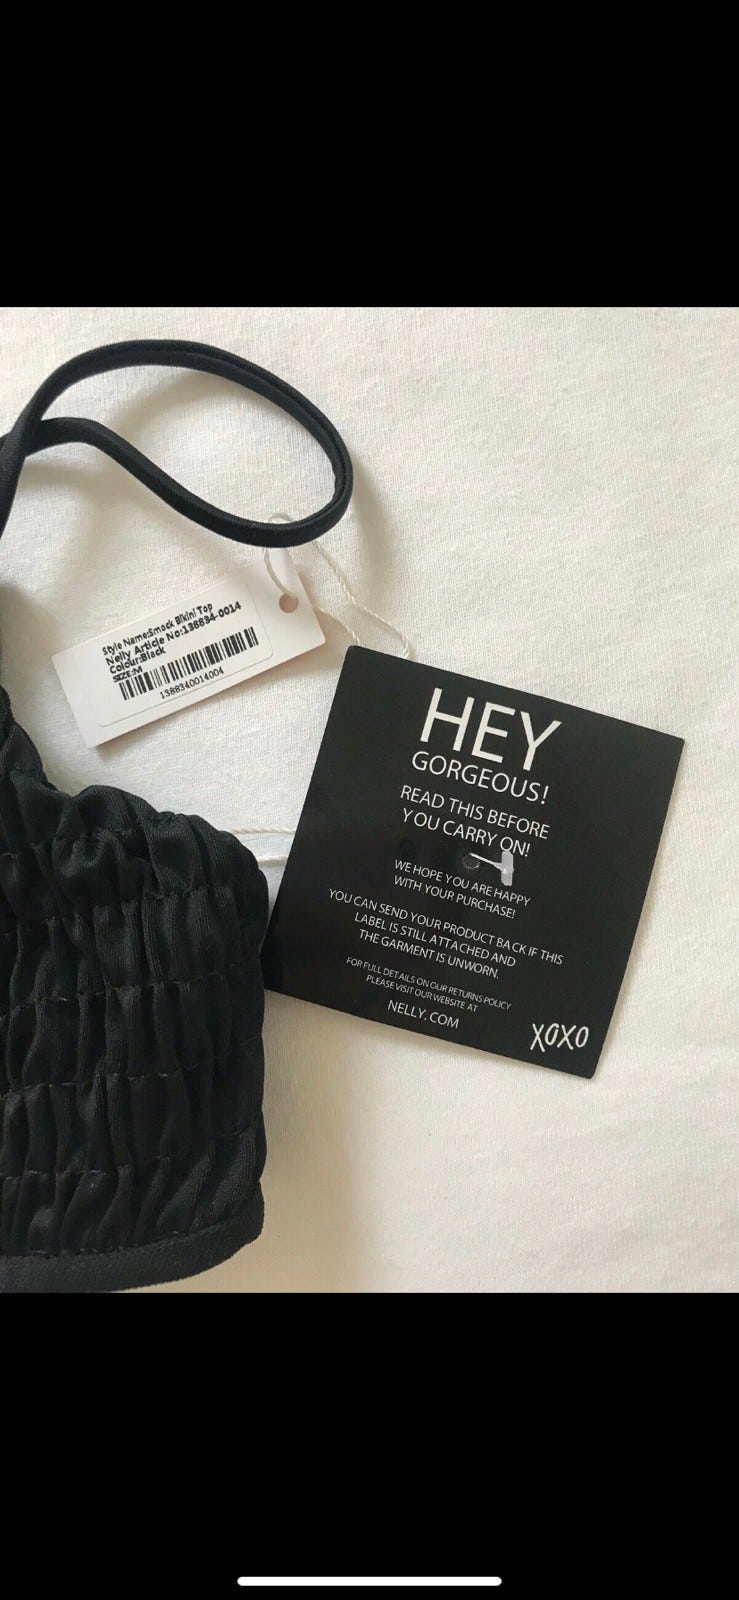 Style Name:Smock Bikini Top
Nelly Article No:138834-0014
Colour:Black
SIZE:M
1388340014004
HEY
GORGEOUS!
READ THIS BEFORE
YOU CARRY ON!
WE HOPE YOU ARE HAPPY
WITH YOUR PURCHASE!
YOU CAN SEND YOUR PRODUCT BACK IF THIS
LABEL IS STILL ATTACHED AND
THE GARMENT IS UNWORN.
FOR FULL DETAILS ON OUR RETURNS POLICY
PLEASE VISIT OUR WEBSITE AT
NELLY.COM
XOXO